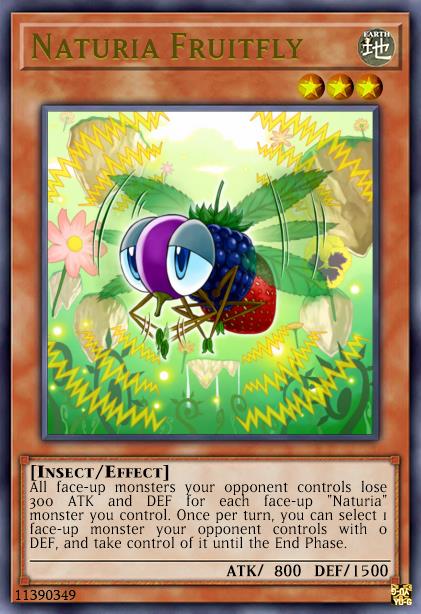 Naturia Fruitfly
EARTH
地
[Insect/Effect]
All face-up monsters your opponent controls lose
300 ATK and DEF for each face-up "Naturia"
monster you control. Once per turn, you can select 1
face-up monster your opponent controls with 0
DEF, and take control of it until the End Phase.
ATK/ 800 DEF/1500
11390349